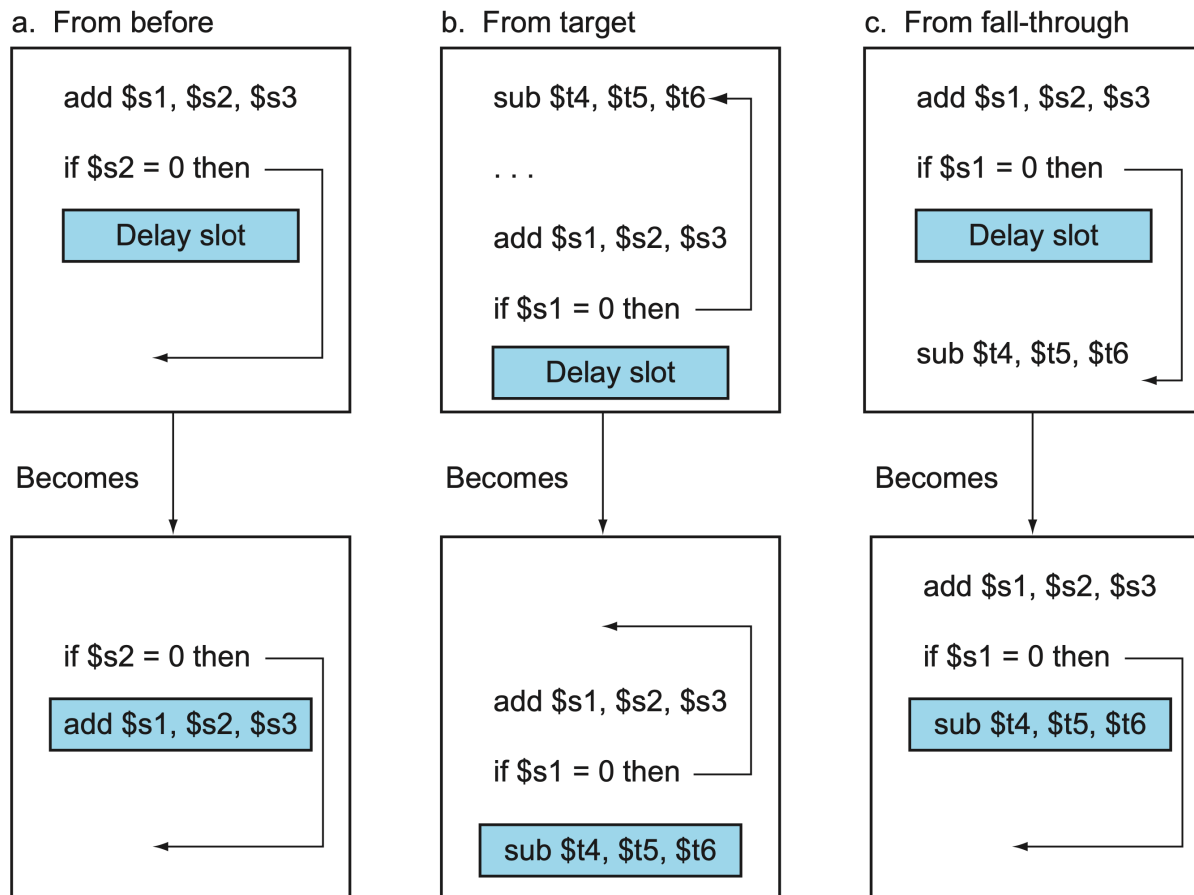 a. From before
add $s1, $s2, $s3
if $s2 = 0 then
Delay slot
Becomes
if $s2 = 0 then
add $s1, $s2, $s3
b. From target
sub $t4, $t5, $t6
. . .
add $s1, $s2, $s3
if $s1 = 0 then
Delay slot
Becomes
add $s1, $s2, $s3
if $s1 = 0 then
sub $t4, $t5, $t6
c. From fall-through
add $s1, $s2, $s3
if $s1 = 0 then
Delay slot
sub $t4, $t5, $t6
Becomes
add $s1, $s2, $s3
if $s1 = 0 then
sub $t4, $t5, $t6